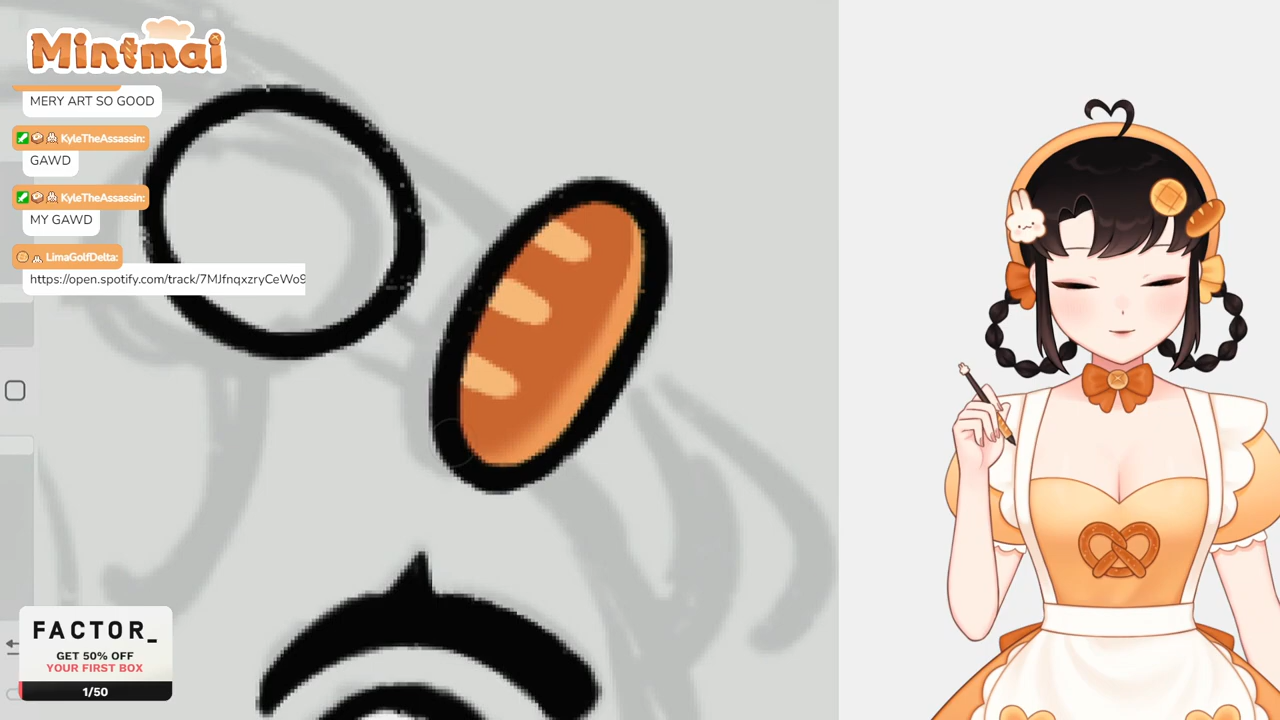 Mintmai
MERY ART SO GOOD
KyleTheAssassin:
GAWD
KyleTheAssassin:
MY GAWD
LimaGolfDelta:
https://open.spotify.com/track/7MJfnqxzryCeWo9
FACTOR_
GET 50% OFF
YOUR FIRST BOX
1/50